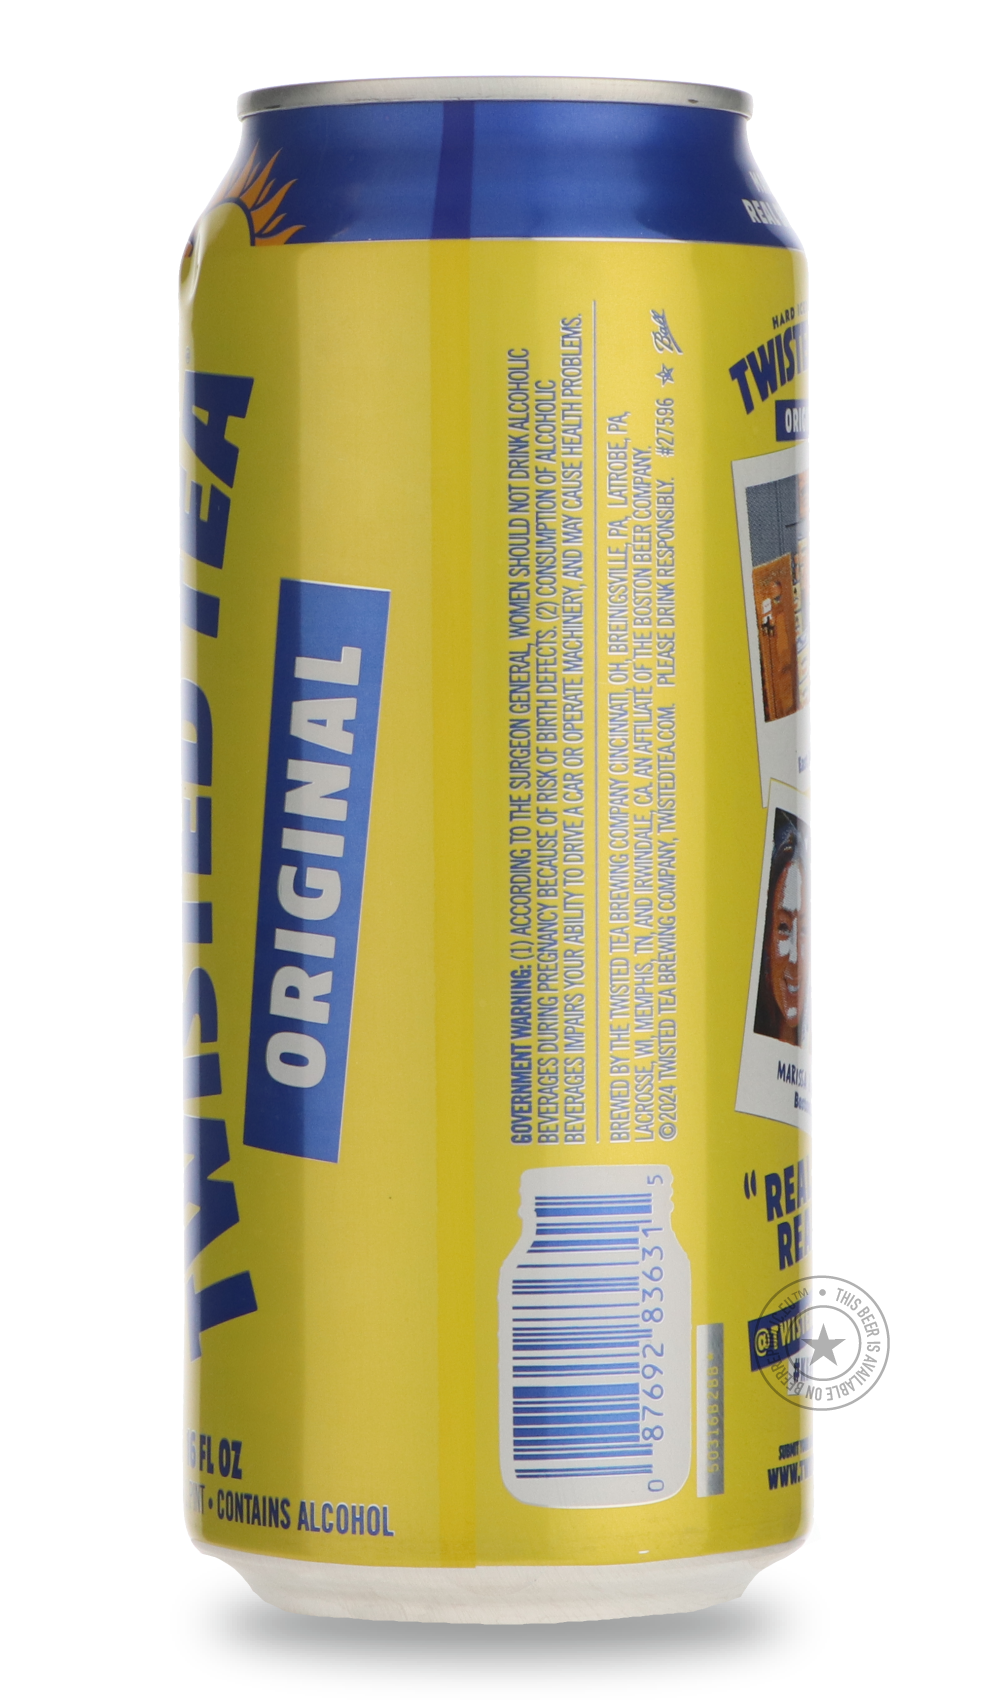 TWISTED TEA
ORIGINAL
FL OZ
• CONTAINS ALCOHOL
GOVERNMENT WARNING: (1) ACCORDING TO THE SURGEON GENERAL, WOMEN SHOULD NOT DRINK ALCOHOLIC
BEVERAGES DURING PREGNANCY BECAUSE OF RISK OF BIRTH DEFECTS. (2) CONSUMPTION OF ALCOHOLIC
BEVERAGES IMPAIRS YOUR ABILITY TO DRIVE A CAR OR OPERATE MACHINERY, AND MAY CAUSE HEALTH PROBLEMS.
BREWED BY THE TWISTED TEA BREWING COMPANY CINCINNATI, OH, BREINIGSVILLE, PA, LATROBE, PA,
LACROSSE, WI, MEMPHIS, TN, AND IRWINDALE, CA. AN AFFILIATE OF THE BOSTON BEER COMPANY.
©2024 TWISTED TEA BREWING COMPANY, TWISTEDTEA.COM. PLEASE DRINK RESPONSIBLY. #27596 Ball
0 87692 83631 5
HARD
ORIG
MARISSA
"REA
THIS BEER IS AVAILABLE ON